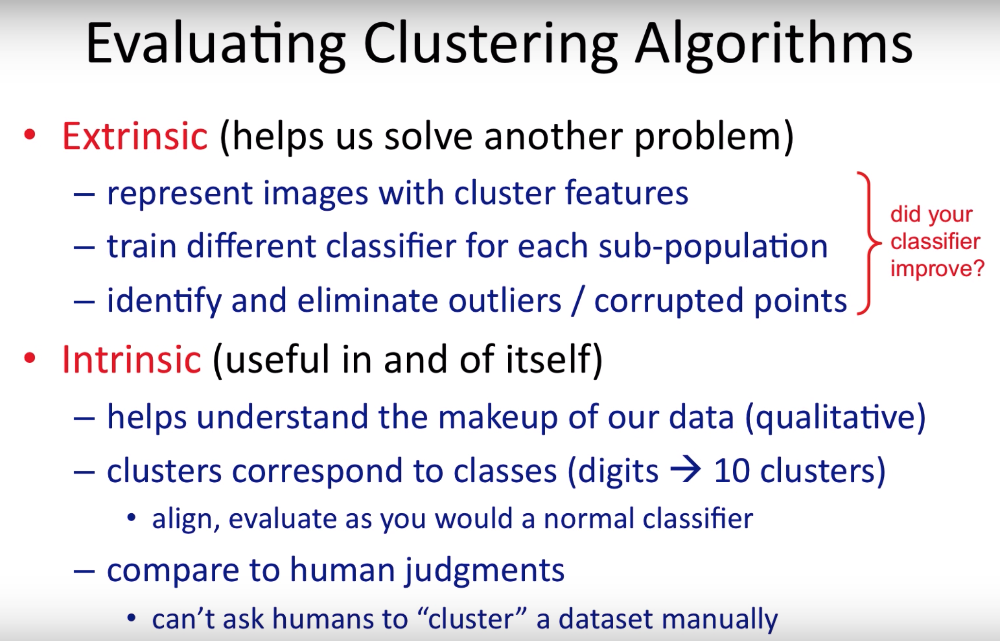 Evaluating Clustering Algorithms
• Extrinsic (helps us solve another problem)
– represent images with cluster features
– train different classifier for each sub-population
– identify and eliminate outliers / corrupted points
did your
classifier
improve?
• Intrinsic (useful in and of itself)
– helps understand the makeup of our data (qualitative)
– clusters correspond to classes (digits → 10 clusters)
• align, evaluate as you would a normal classifier
– compare to human judgments
• can’t ask humans to “cluster” a dataset manually